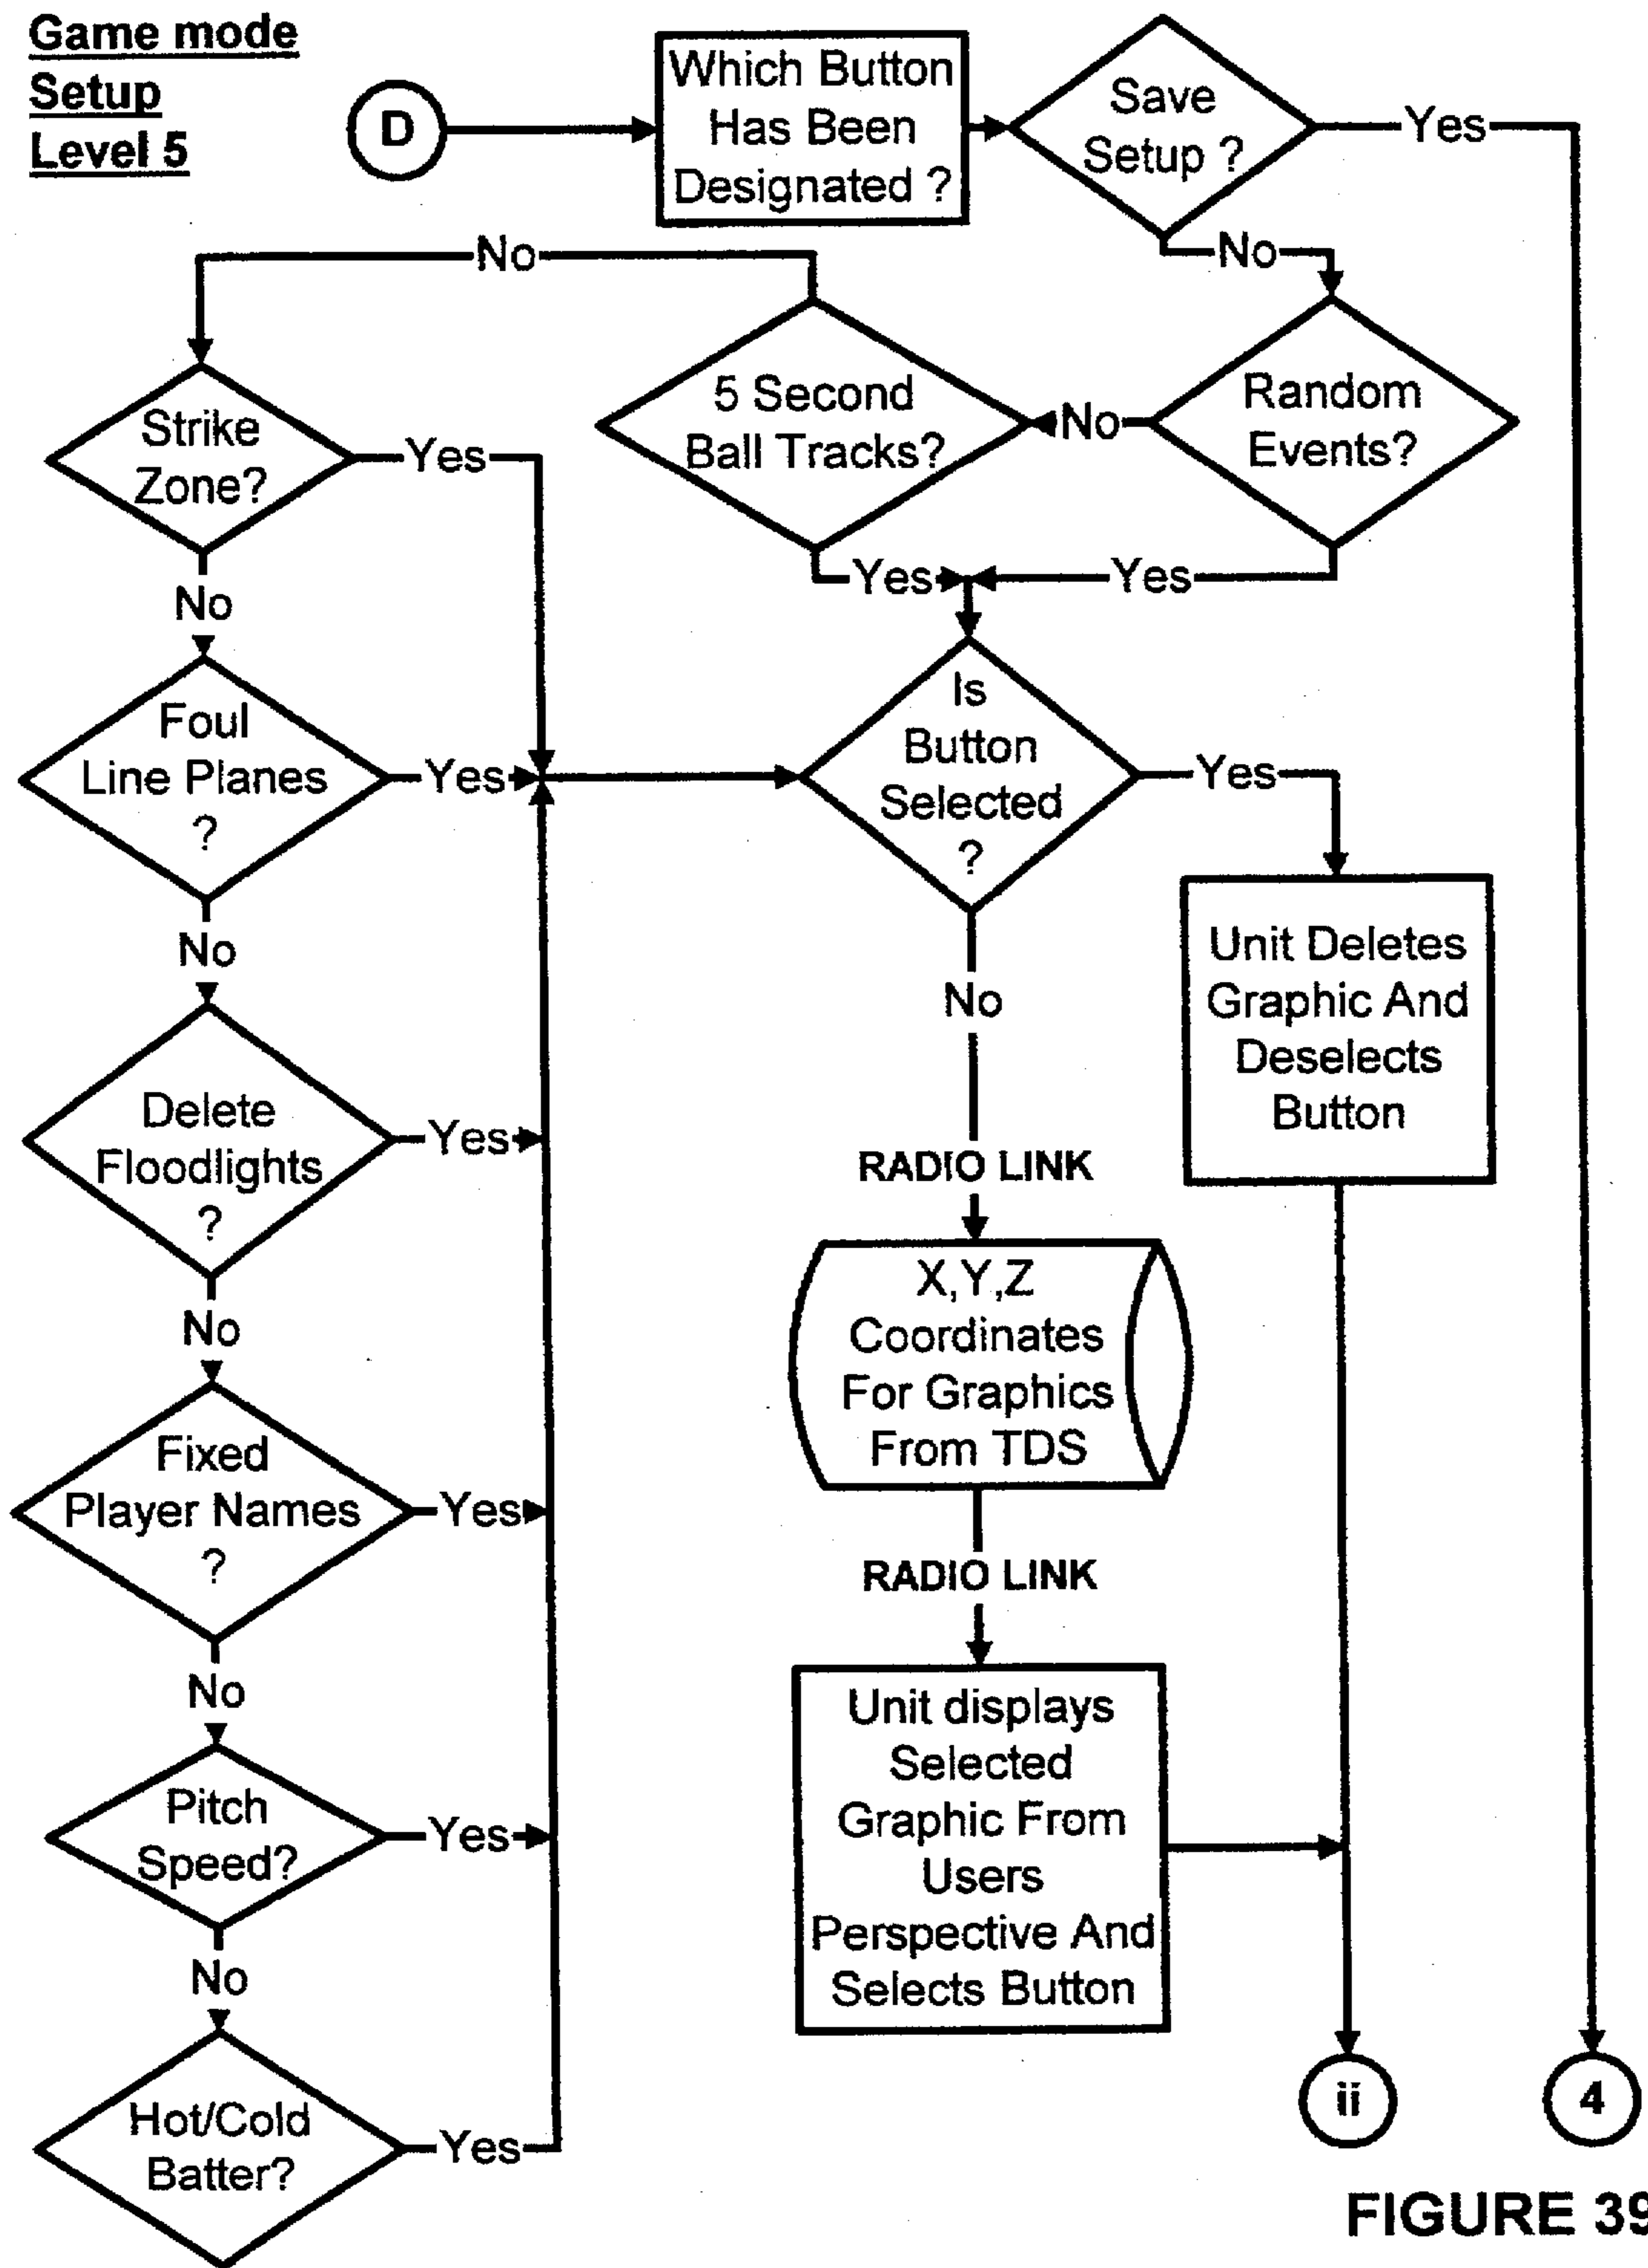 Game mode
Setup
Level 5
D
Which Button
Has Been
Designated ?
Save
Setup ?
Yes
No
No
Random
Events?
No
5 Second
Ball Tracks?
Yes
Yes
Strike
Zone?
Yes
No
Foul
Line Planes
?
Yes
No
Delete
Floodlights
?
Yes
No
Fixed
Player Names
?
Yes
No
Pitch
Speed?
Yes
No
Hot/Cold
Batter?
Yes
Is
Button
Selected
?
Yes
No
Unit Deletes
Graphic And
Deselects
Button
RADIO LINK
X,Y,Z
Coordinates
For Graphics
From TDS
RADIO LINK
Unit displays
Selected
Graphic From
Users
Perspective And
Selects Button
ii
4
FIGURE 39